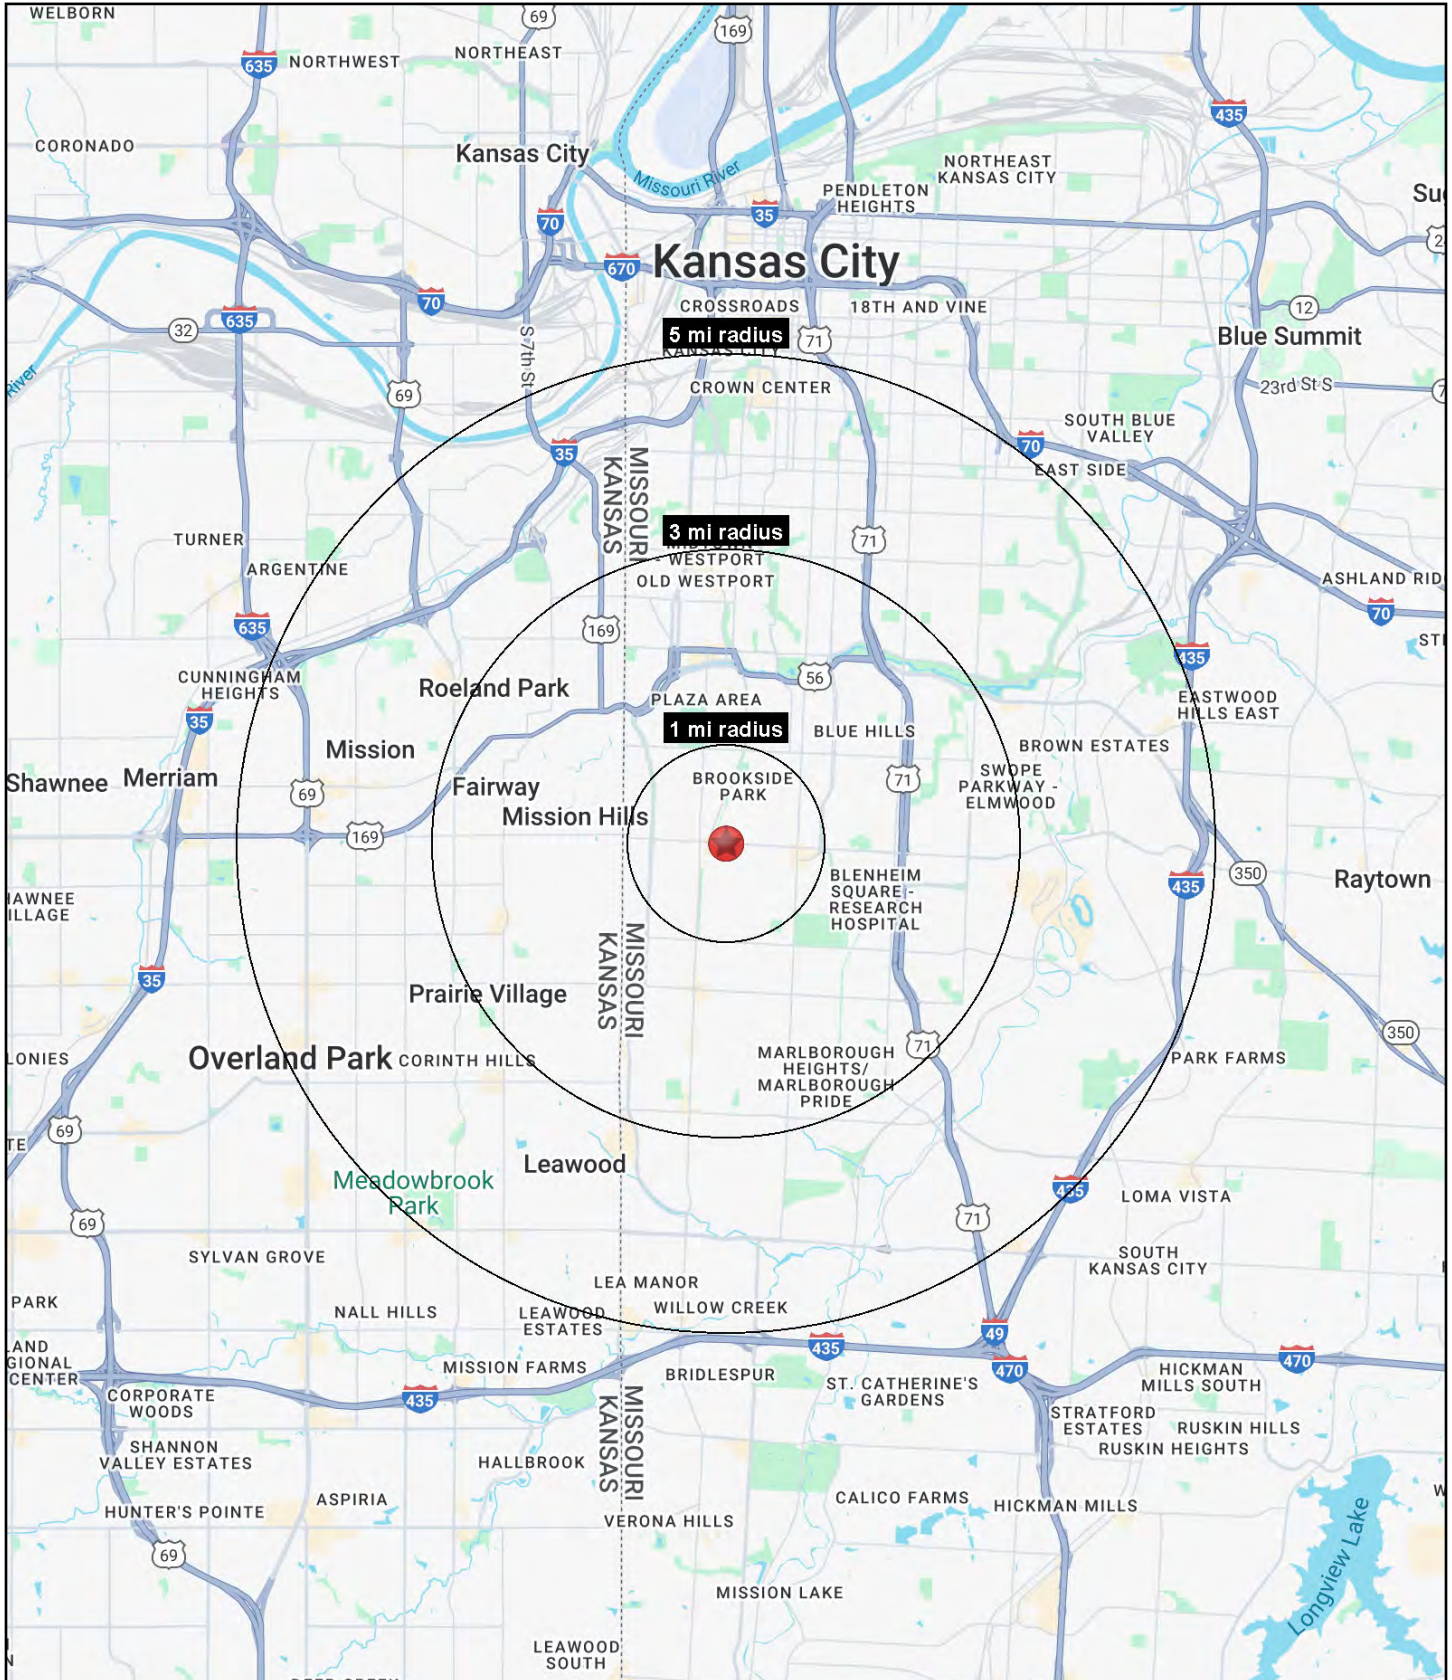 WELBORN
69
169
635
NORTHWEST
NORTHEAST
435
CORONADO
Kansas City
NORTHEAST
KANSAS CITY
Missouri River
PENDLETON
HEIGHTS
70
35
670
Kansas City
70
CROSSROADS
18TH AND VINE
12
635
32
S 7th St
5 mi radius
71
Blue Summit
River
69
CROWN CENTER
23rd St S
SOUTH BLUE
VALLEY
35
70
EAST SIDE
MISSOURI
KANSAS
TURNER
3 mi radius
71
WESTPORT
ARGENTINE
OLD WESTPORT
ASHLAND RID
70
635
169
435
CUNNINGHAM
HEIGHTS
Roeland Park
56
35
PLAZA AREA
EASTWOOD
HILLS EAST
1 mi radius
BLUE HILLS
Mission
BROWN ESTATES
Shawnee
Merriam
69
Fairway
BROOKSIDE
PARK
71
SWOPE
PARKWAY -
ELMWOOD
Mission Hills
169
BLENHEIM
SQUARE -
RESEARCH
HOSPITAL
435
350
Raytown
HAWNEE
ILLAGE
MISSOURI
KANSAS
35
Prairie Village
350
LONIES
Overland Park
CORINTH HILLS
71
MARLBOROUGH
HEIGHTS/
MARLBOROUGH
PRIDE
PARK FARMS
69
TE
Leawood
Meadowbrook
Park
435
LOMA VISTA
69
71
SYLVAN GROVE
SOUTH
KANSAS CITY
LEA MANOR
PARK
NALL HILLS
LEAWOOD
ESTATES
WILLOW CREEK
49
LAND
GIONAL
CENTER
435
MISSION FARMS
BRIDLESPUR
470
470
HICKMAN
MILLS SOUTH
CORPORATE
WOODS
435
ST. CATHERINE'S
GARDENS
MISSOURI
KANSAS
STRATFORD
ESTATES
RUSKIN HILLS
SHANNON
VALLEY ESTATES
RUSKIN HEIGHTS
HALLBROOK
HUNTER'S POINTE
ASPIRIA
CALICO FARMS
HICKMAN MILLS
VERONA HILLS
69
Longview Lake
MISSION LAKE
LEAWOOD
SOUTH